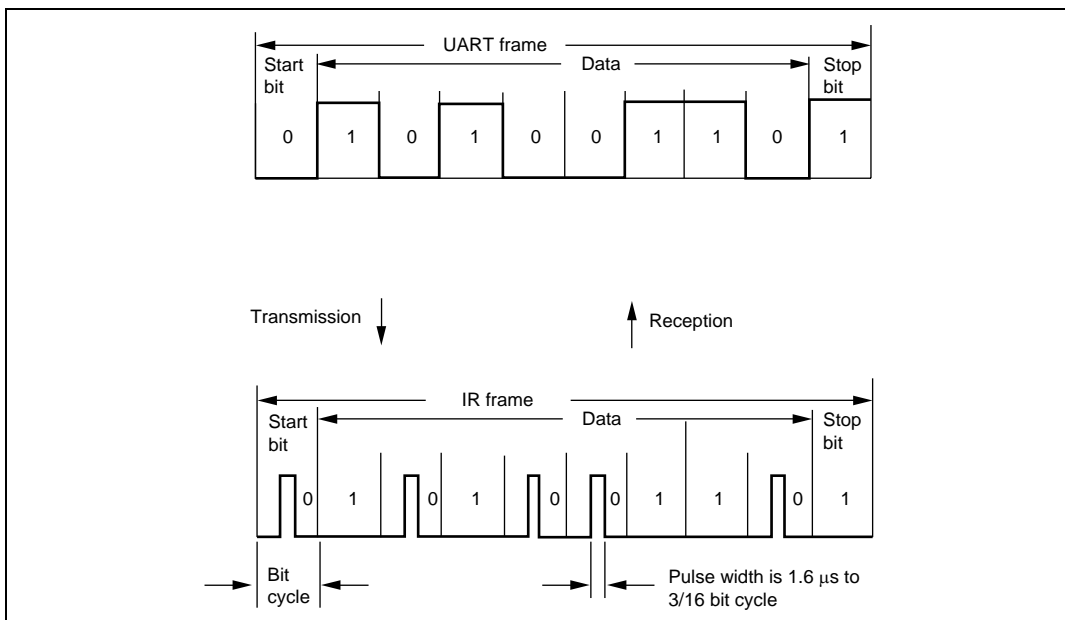 UART frame
Start bit
Data
Stop bit
0 1 0 1 0 0 1 1 0 1
Transmission
Reception
IR frame
Start bit
Data
Stop bit
0 1 0 1 0 0 1 1 0 1
Bit cycle
Pulse width is 1.6 μs to
3/16 bit cycle